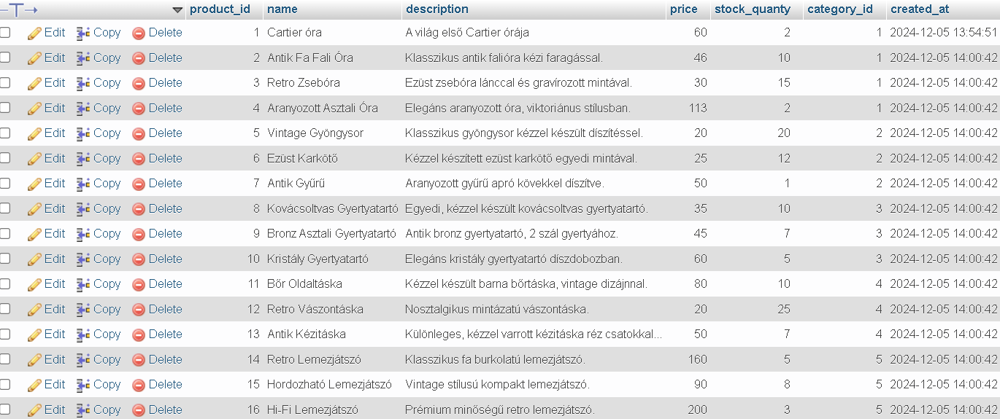 product_id name description price stock_quanty category_id created_at
Edit Copy Delete 1 Cartier óra A világ első Cartier órája 60 2 1 2024-12-05 13:54:51
Edit Copy Delete 2 Antik Fa Fali Óra Klasszikus antik falióra kézi faragással. 46 10 1 2024-12-05 14:00:42
Edit Copy Delete 3 Retro Zsebóra Ezüst zsebóra lánccal és gravírozott mintával. 30 15 1 2024-12-05 14:00:42
Edit Copy Delete 4 Aranyozott Asztali Óra Elegáns aranyozott óra, viktoriánus stílusban. 113 2 1 2024-12-05 14:00:42
Edit Copy Delete 5 Vintage Gyöngysor Klasszikus gyöngysor kézzel készült díszítéssel. 20 20 2 2024-12-05 14:00:42
Edit Copy Delete 6 Ezüst Karkötő Kézzel készített ezüst karkötő egyedi mintával. 25 12 2 2024-12-05 14:00:42
Edit Copy Delete 7 Antik Gyűrű Aranyozott gyűrű apró kövekkel díszítve. 50 1 2 2024-12-05 14:00:42
Edit Copy Delete 8 Kovácsoltvas Gyertyatartó Egyedi, kézzel készült kovácsoltvas gyertyatartó. 35 10 3 2024-12-05 14:00:42
Edit Copy Delete 9 Bronz Asztali Gyertyatartó Antik bronz gyertyatartó, 2 szál gyertyához. 45 7 3 2024-12-05 14:00:42
Edit Copy Delete 10 Kristály Gyertyatartó Elegáns kristály gyertyatartó díszdobozban. 60 5 3 2024-12-05 14:00:42
Edit Copy Delete 11 Bőr Oldaltáska Kézzel készült barna bőrtáska, vintage dizájnnal. 80 10 4 2024-12-05 14:00:42
Edit Copy Delete 12 Retro Vászontáska Nosztalgikus mintázatú vászontáska. 20 25 4 2024-12-05 14:00:42
Edit Copy Delete 13 Antik Kézitáska Különleges, kézzel varrott kézitáska réz csatokkal... 50 7 4 2024-12-05 14:00:42
Edit Copy Delete 14 Retro Lemezjátszó Klasszikus fa burkolatú lemezjátszó. 160 5 5 2024-12-05 14:00:42
Edit Copy Delete 15 Hordozható Lemezjátszó Vintage stílusú kompakt lemezjátszó. 90 8 5 2024-12-05 14:00:42
Edit Copy Delete 16 Hi-Fi Lemezjátszó Prémium minőségű retro lemezjátszó. 200 3 5 2024-12-05 14:00:42